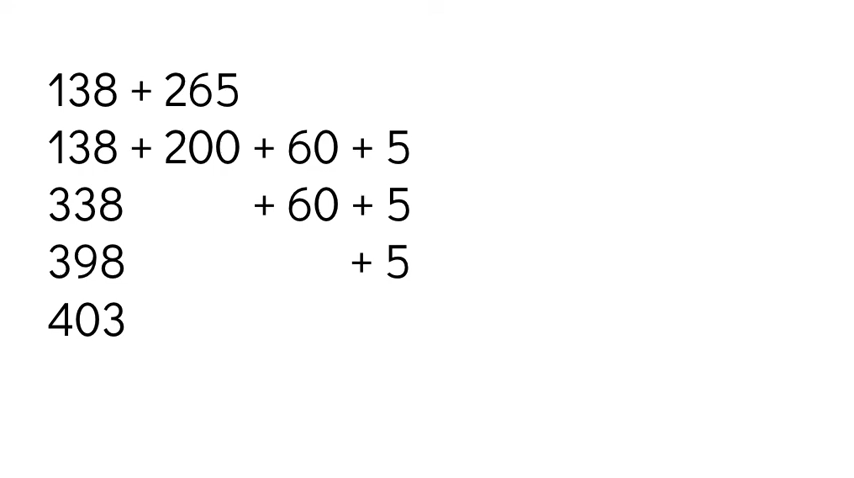 138 + 265
138 + 200 + 60 + 5
338 + 60 + 5
398 + 5
403